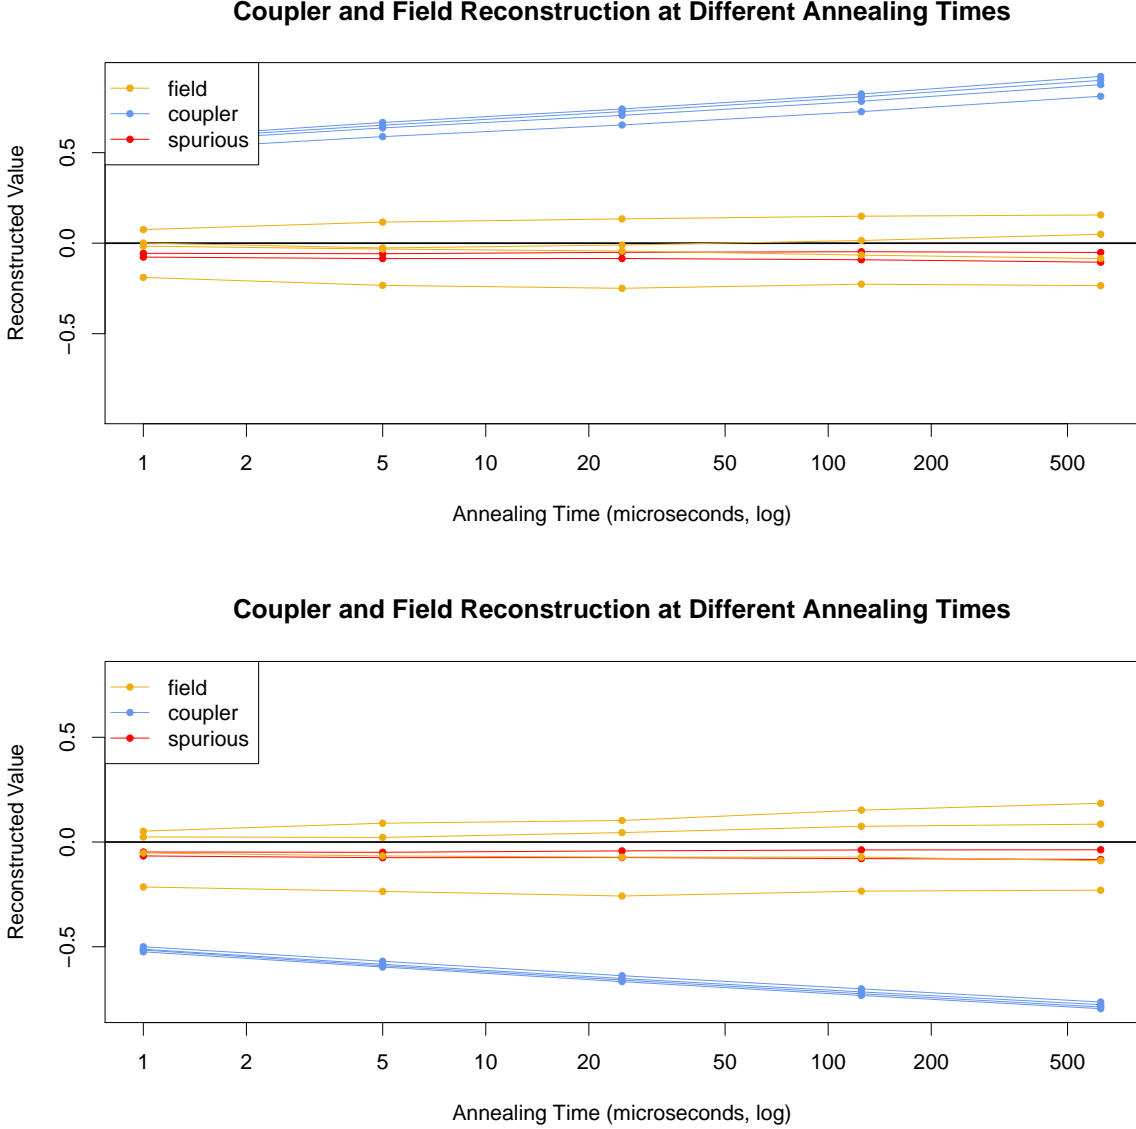 Coupler and Field Reconstruction at Different Annealing Times
field
coupler
spurious
Reconstructed Value
0.5
0.0
−0.5
1 2 5 10 20 50 100 200 500
Annealing Time (microseconds, log)
Coupler and Field Reconstruction at Different Annealing Times
field
coupler
spurious
Reconstructed Value
0.5
0.0
−0.5
1 2 5 10 20 50 100 200 500
Annealing Time (microseconds, log)